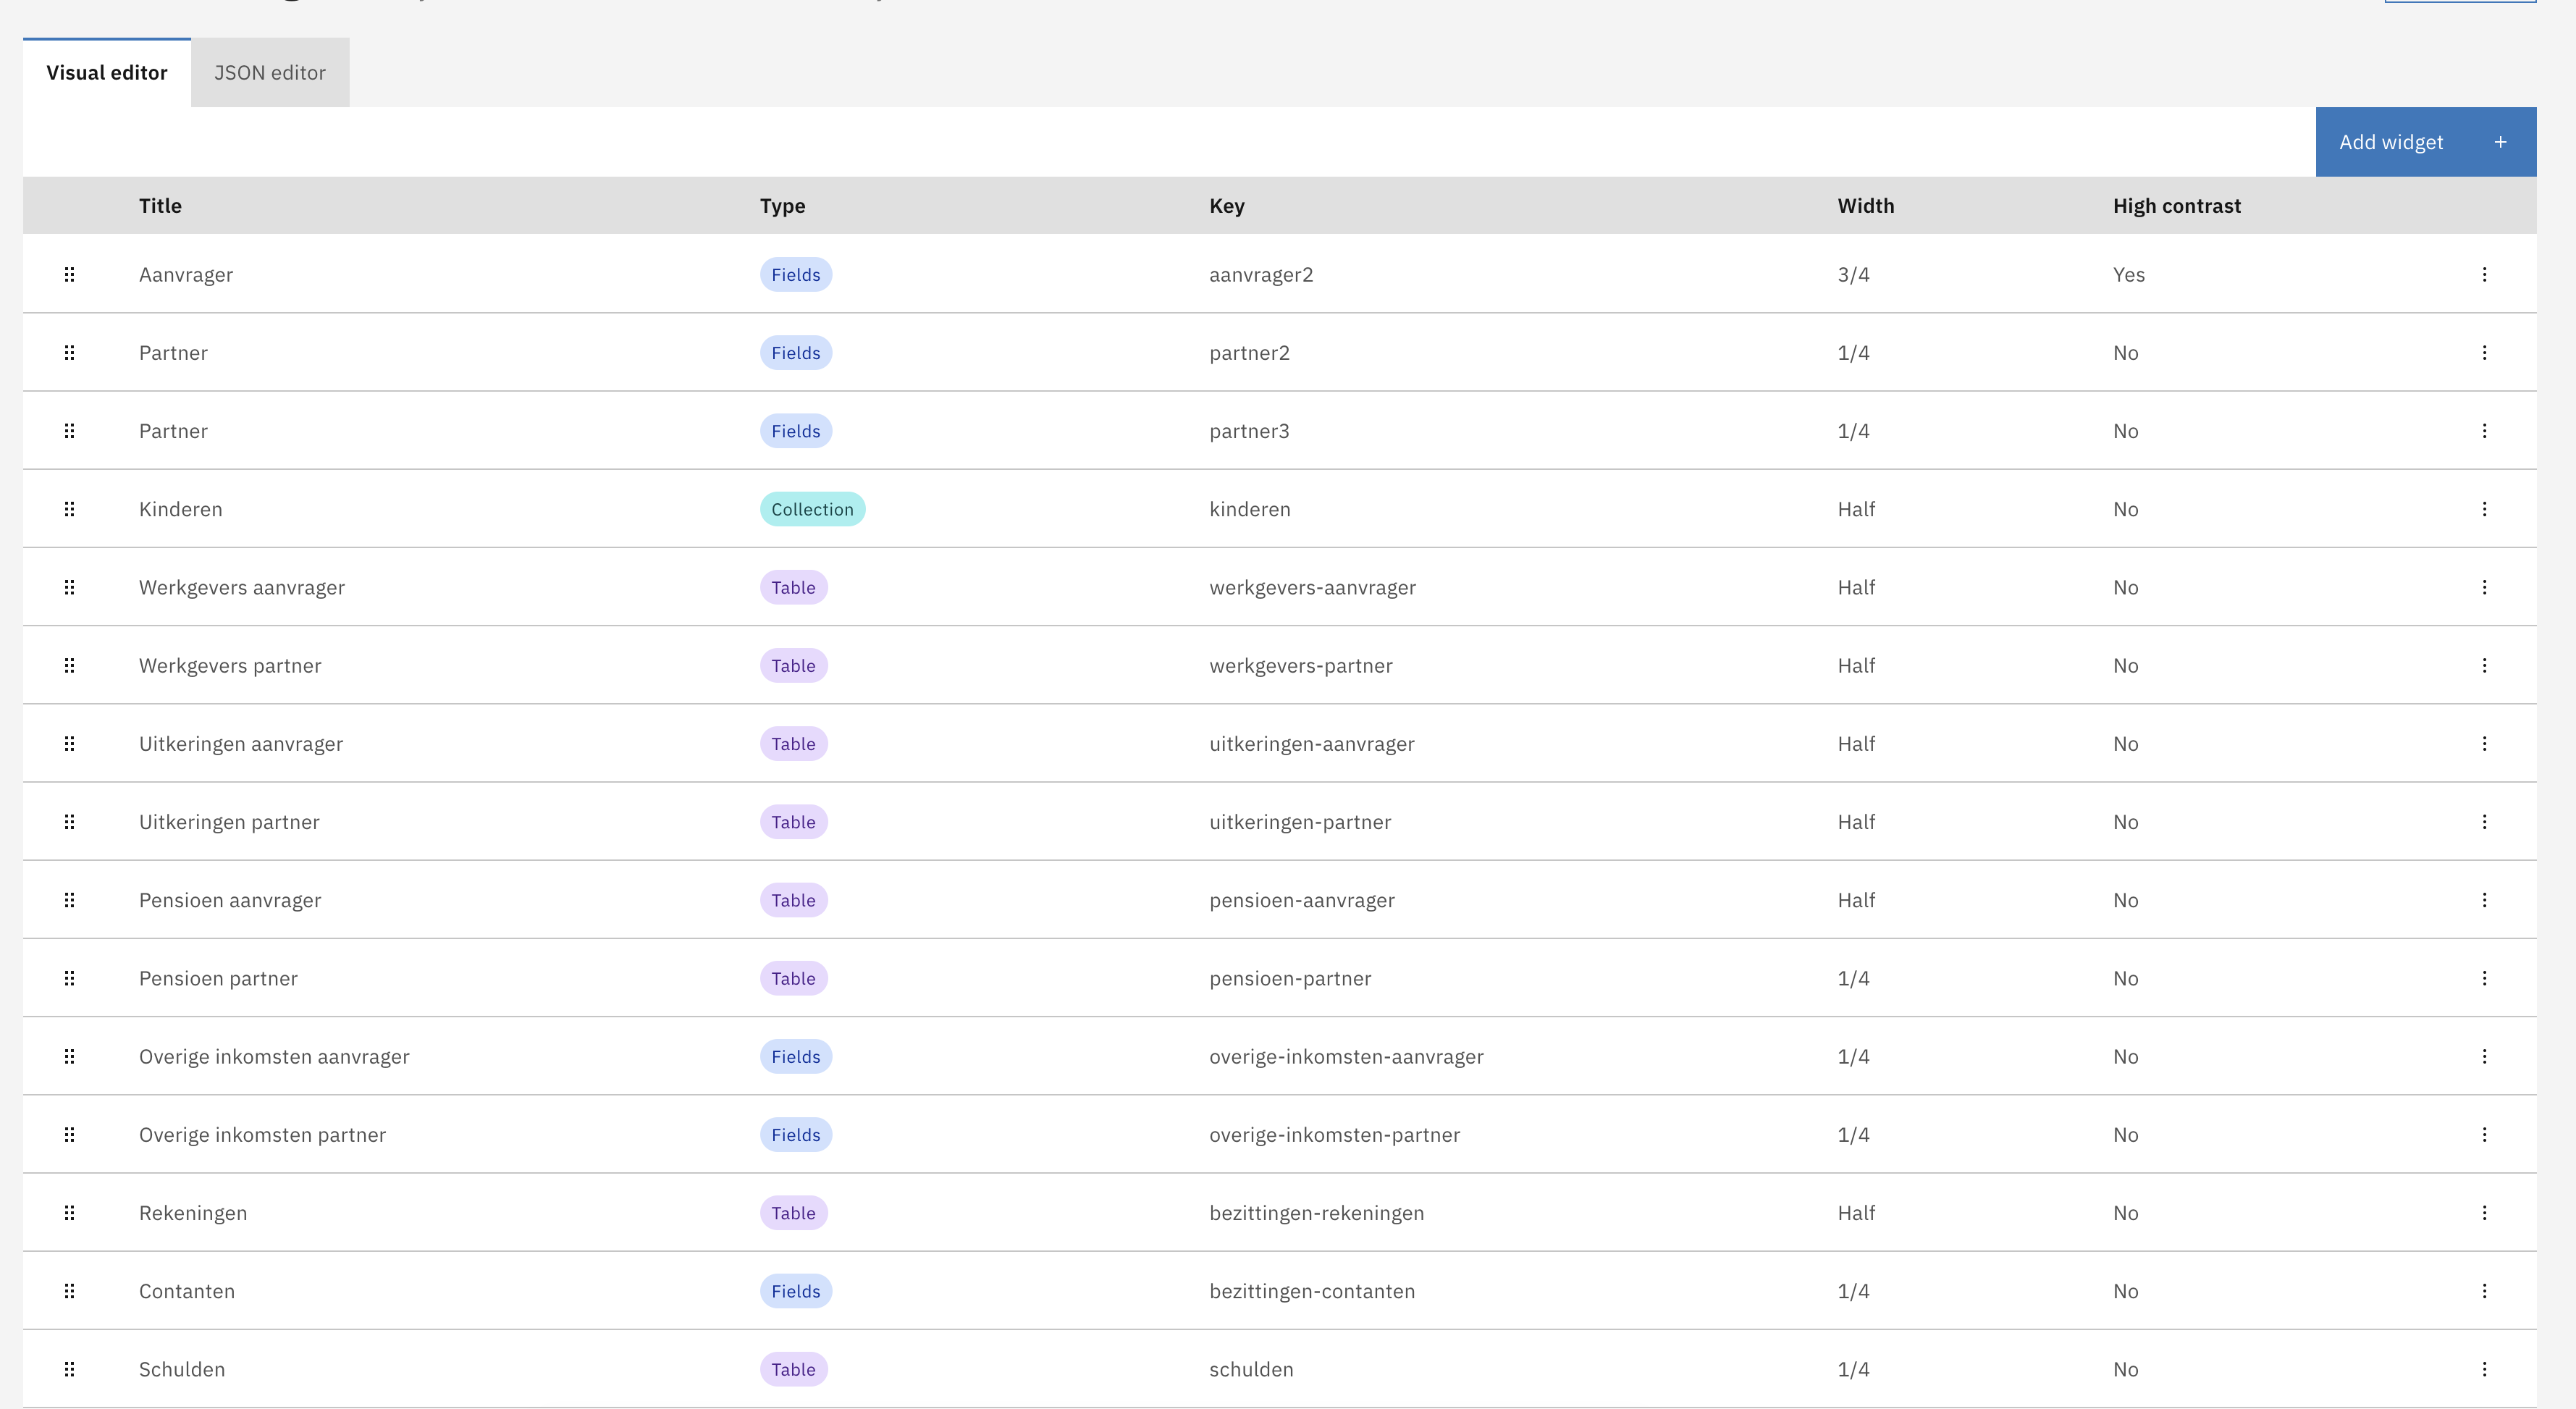 Visual editor JSON editor
Add widget +
Title Type Key Width High contrast
Aanvrager Fields aanvrager2 3/4 Yes
Partner Fields partner2 1/4 No
Partner Fields partner3 1/4 No
Kinderen Collection kinderen Half No
Werkgevers aanvrager Table werkgevers-aanvrager Half No
Werkgevers partner Table werkgevers-partner Half No
Uitkeringen aanvrager Table uitkeringen-aanvrager Half No
Uitkeringen partner Table uitkeringen-partner Half No
Pensioen aanvrager Table pensioen-aanvrager Half No
Pensioen partner Table pensioen-partner 1/4 No
Overige inkomsten aanvrager Fields overige-inkomsten-aanvrager 1/4 No
Overige inkomsten partner Fields overige-inkomsten-partner 1/4 No
Rekeningen Table bezittingen-rekeningen Half No
Contanten Fields bezittingen-contanten 1/4 No
Schulden Table schulden 1/4 No